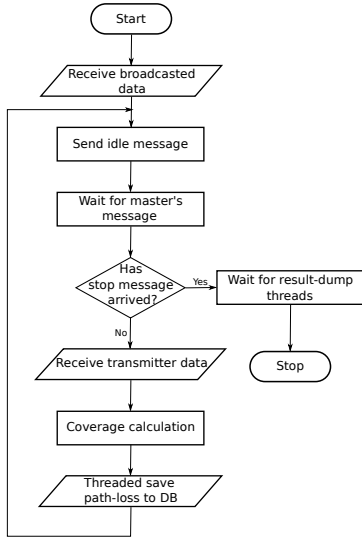 Start
Receive broadcasted
data
Send idle message
Wait for master's
message
Has
stop message
arrived?
Yes
Wait for result-dump
threads
No
Stop
Receive transmitter data
Coverage calculation
Threaded save
path-loss to DB